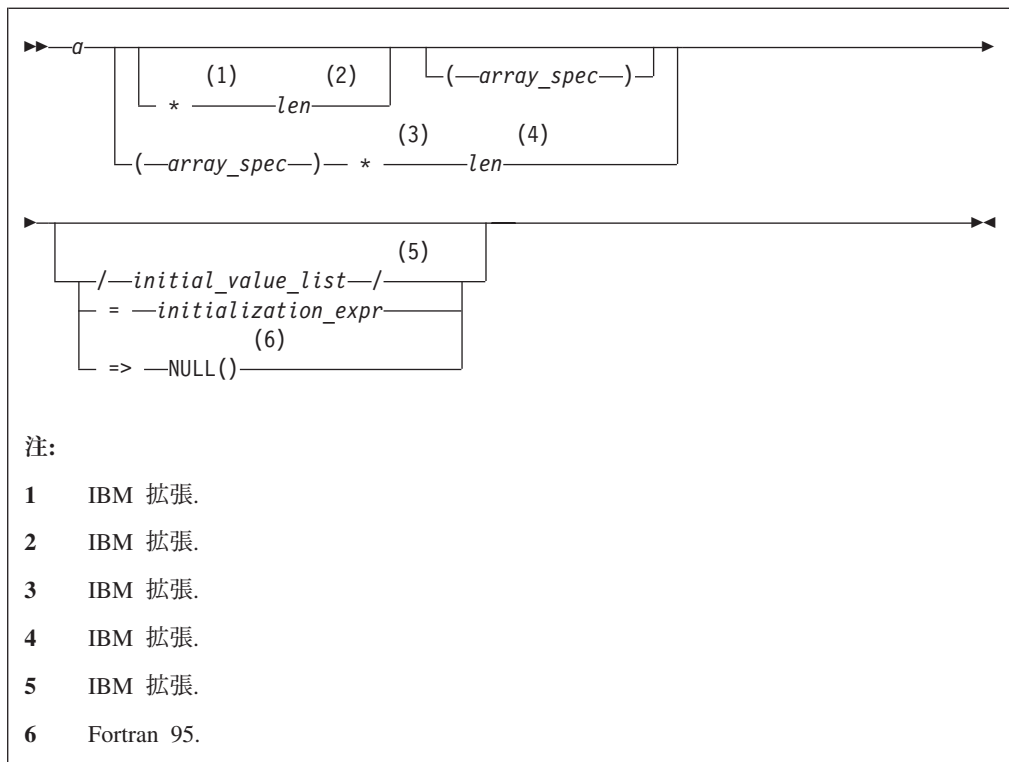 a
(1) (2) ( array_spec )
* len
(3) (4)
( array_spec ) * len
(5)
/ initial_value_list /
= initialization_expr
(6)
=> NULL()
注:
1 IBM 拡張.
2 IBM 拡張.
3 IBM 拡張.
4 IBM 拡張.
5 IBM 拡張.
6 Fortran 95.